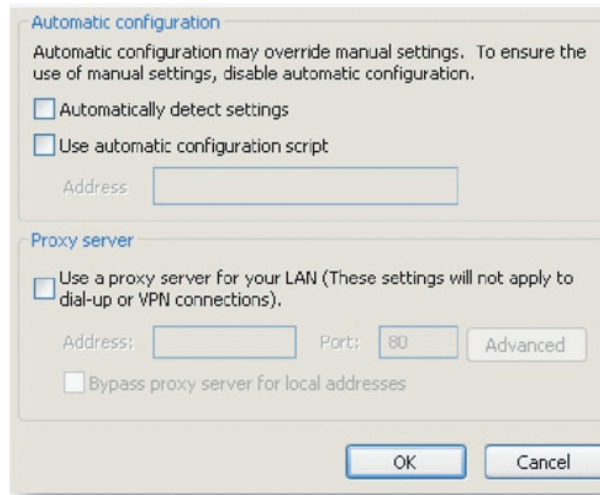 Automatic configuration
Automatic configuration may override manual settings. To ensure the
use of manual settings, disable automatic configuration.
Automatically detect settings
Use automatic configuration script
Address
Proxy server
Use a proxy server for your LAN (These settings will not apply to
dial-up or VPN connections).
Address: Port: 80 Advanced
Bypass proxy server for local addresses
OK Cancel